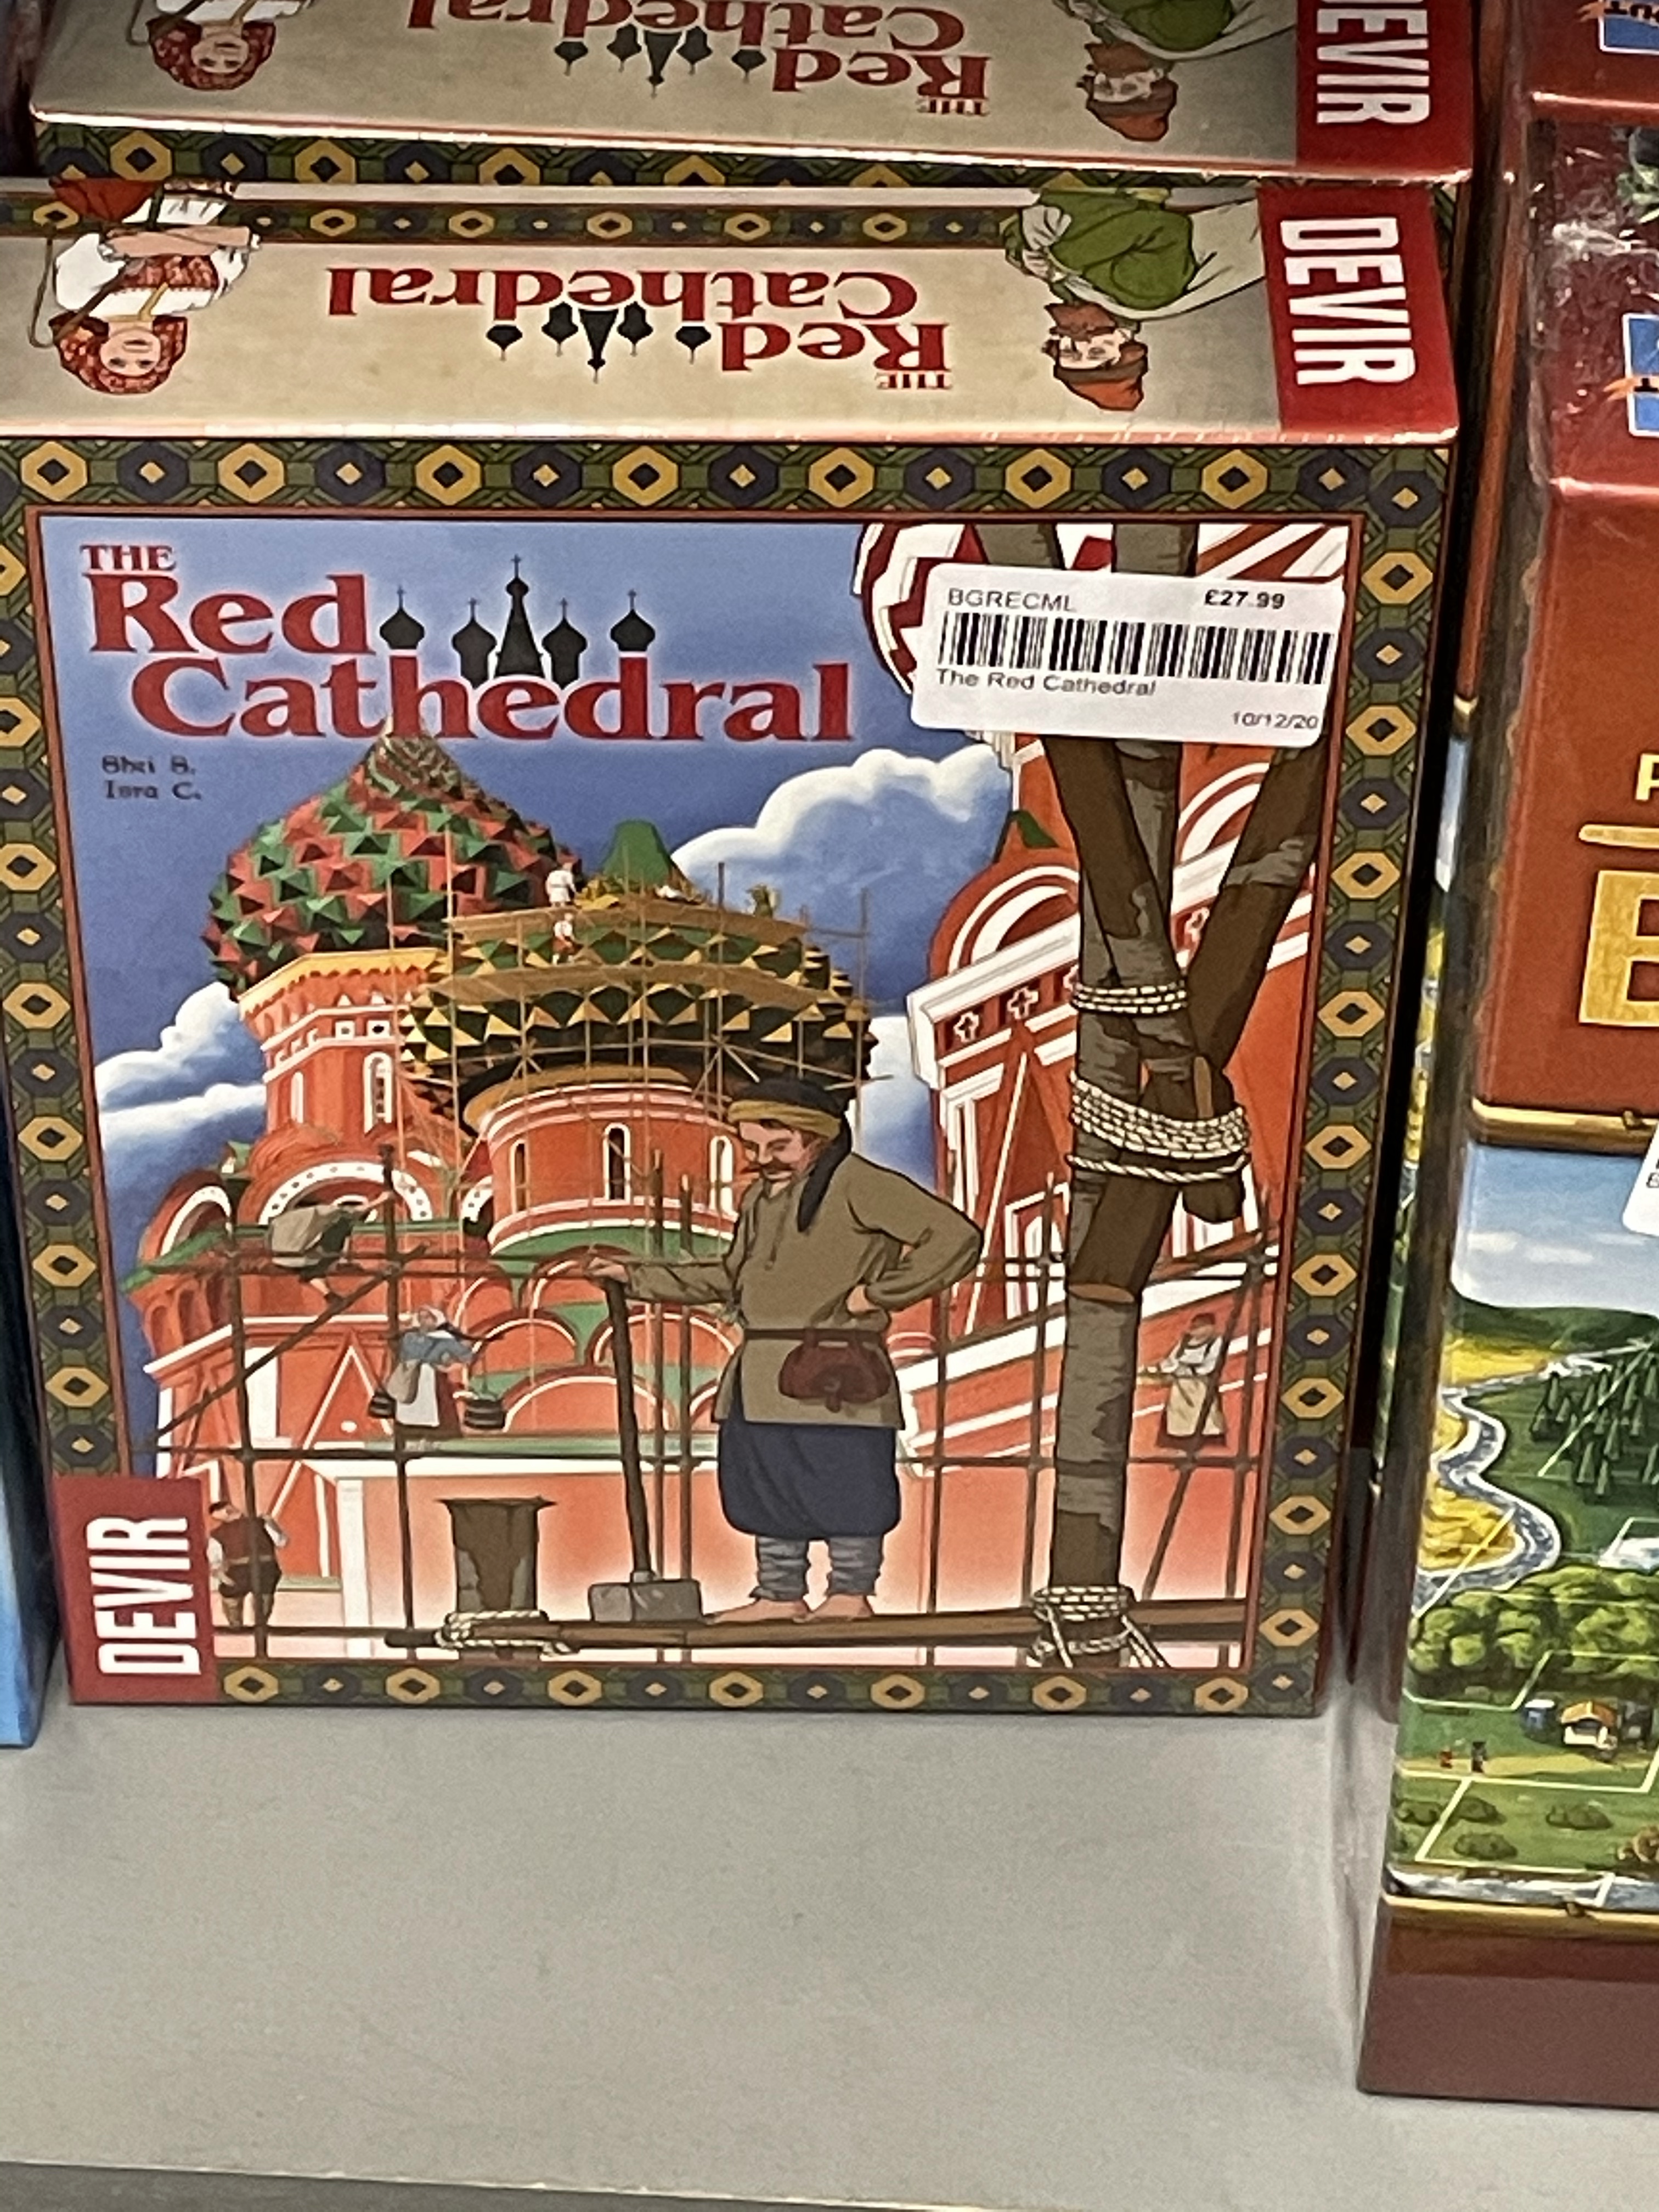 THE
Red
Cathedral
DEVIR
THE
Red
Cathedral
DEVIR
THE
Red
Cathedral
Shei S.
Isra C.
BGRECML £27.99
The Red Cathedral
10/12/20
DEVIR